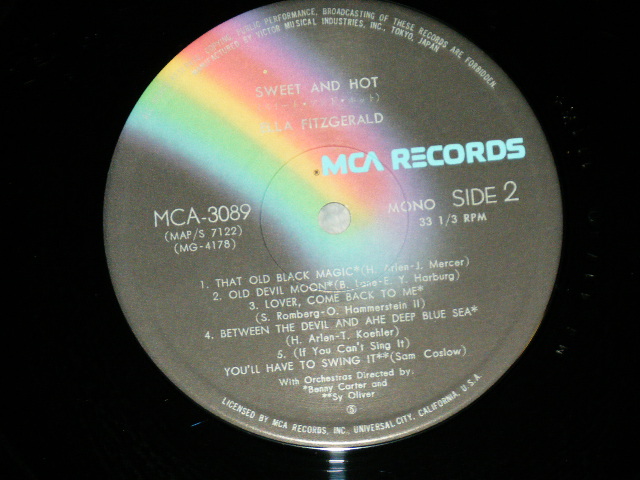 PUBLIC PERFORMANCE, BROADCASTING OF THESE RECORDS ARE FORBIDDEN.
MANUFACTURED BY VICTOR MUSICAL INDUSTRIES, INC., TOKYO, JAPAN
SWEET AND HOT
ELLA FITZGERALD
MCA RECORDS
MCA-3089
(MAP/S 7122)
(MG-4178)
MONO SIDE 2
33 1/3 RPM
1. THAT OLD BLACK MAGIC*(H. Arlen-J. Mercer)
2. OLD DEVIL MOON*(B. Lane-E. Y. Harburg)
3. LOVER, COME BACK TO ME*
(S. Romberg-O. Hammerstein II)
4. BETWEEN THE DEVIL AND AHE DEEP BLUE SEA*
(H. Arlen-T. Koehler)
5. (If You Can't Sing It)
YOU'LL HAVE TO SWING IT**(Sam Coslow)
With Orchestras Directed by:
*Benny Carter and
**Sy Oliver
Ⓢ
LICENSED BY MCA RECORDS, INC. UNIVERSAL CITY, CALIFORNIA, U.S.A.